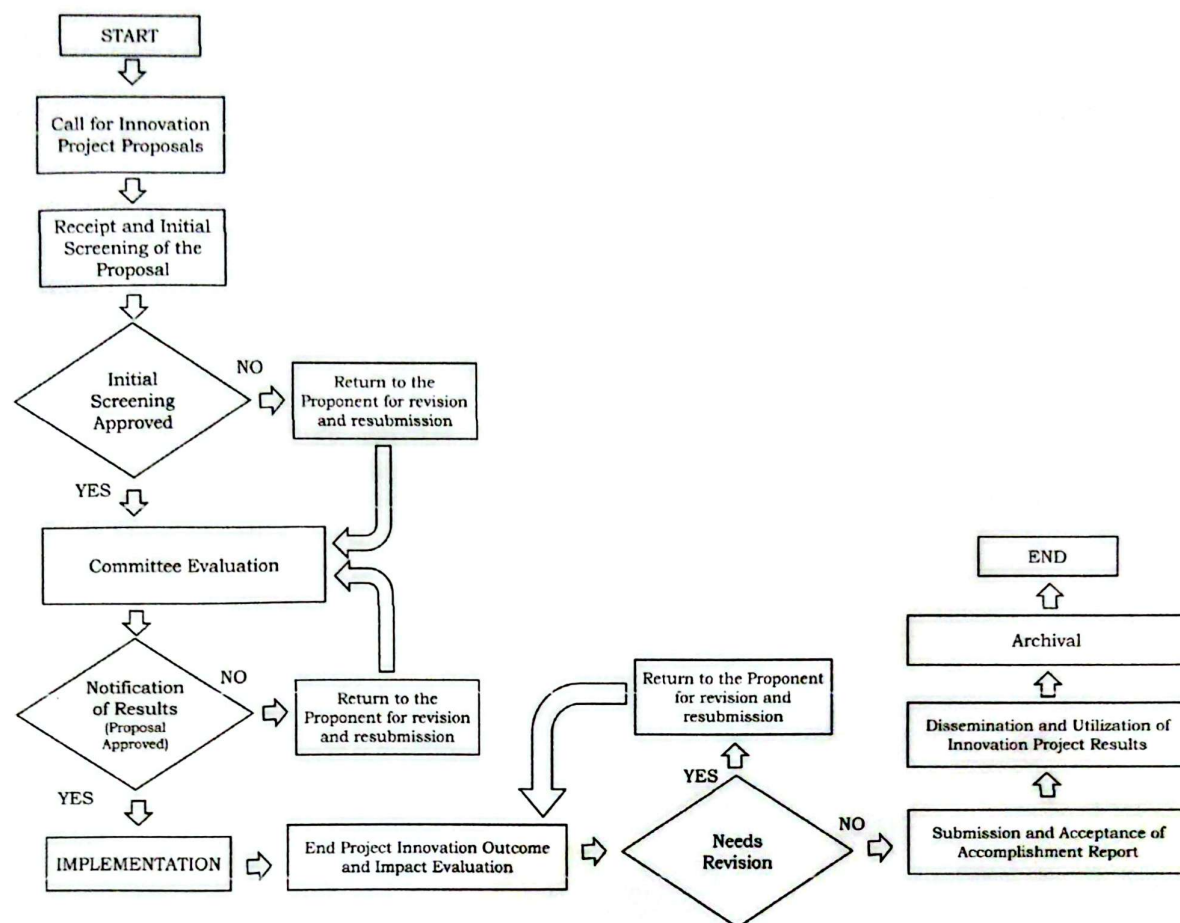 START
Call for Innovation
Project Proposals
Receipt and Initial
Screening of the
Proposal
Initial
Screening
Approved
NO
Return to the
Proponent for revision
and resubmission
YES
Committee Evaluation
Notification
of Results
(Proposal
Approved)
NO
Return to the
Proponent for revision
and resubmission
YES
IMPLEMENTATION
End Project Innovation Outcome
and Impact Evaluation
Needs
Revision
YES
Return to the Proponent
for revision and
resubmission
NO
Submission and Acceptance of
Accomplishment Report
Dissemination and Utilization of
Innovation Project Results
Archival
END